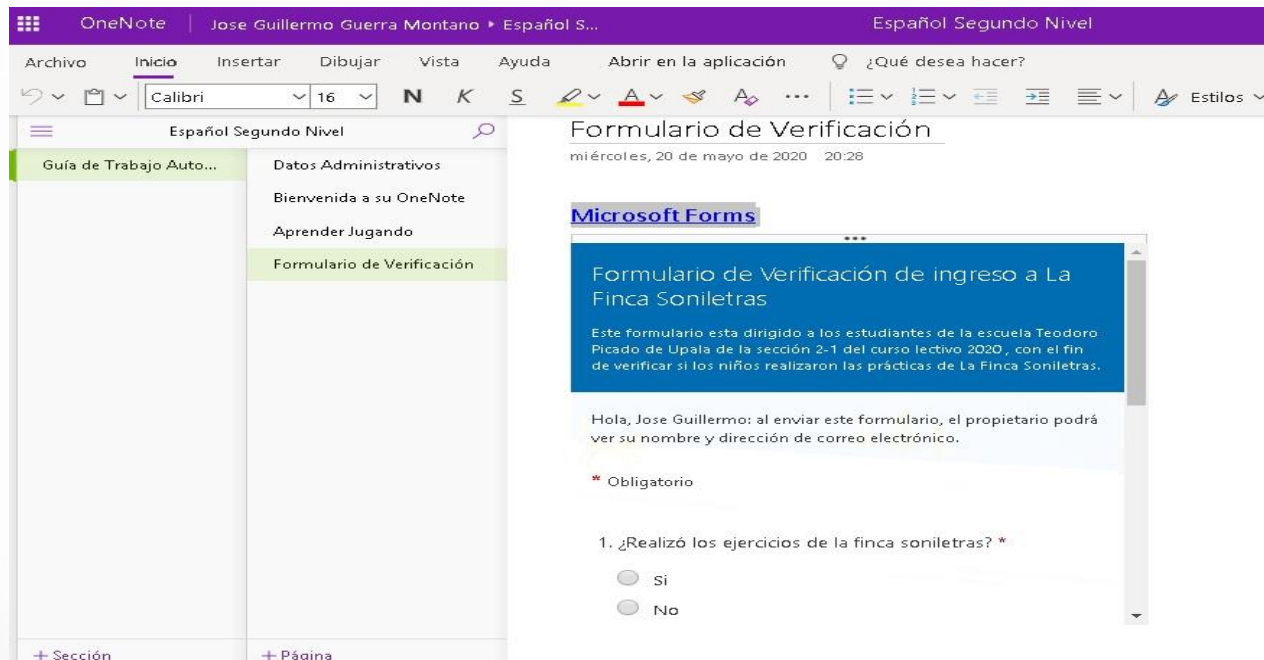 OneNote | Jose Guillermo Guerra Montano ▸ Español S... Español Segundo Nivel
Archivo Inicio Insertar Dibujar Vista Ayuda Abrir en la aplicación ¿Qué desea hacer?
Calibri 16 N K S A A ... Estilos
Español Segundo Nivel
Guía de Trabajo Auto...
Datos Administrativos
Bienvenida a su OneNote
Aprender Jugando
Formulario de Verificación
+ Sección
+ Página
Formulario de Verificación
miércoles, 20 de mayo de 2020 20:28
Microsoft Forms
Formulario de Verificación de ingreso a La
Finca Soniletras
Este formulario esta dirigido a los estudiantes de la escuela Teodoro
Picado de Upala de la sección 2-1 del curso lectivo 2020 , con el fin
de verificar si los niños realizaron las prácticas de La Finca Soniletras.
Hola, Jose Guillermo: al enviar este formulario, el propietario podrá
ver su nombre y dirección de correo electrónico.
* Obligatorio
1. ¿Realizó los ejercicios de la finca soniletras? *
Si
No